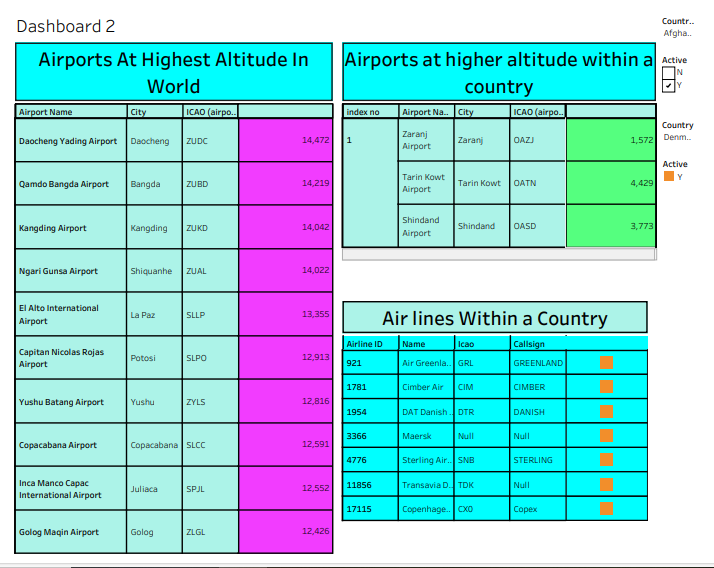 Dashboard 2
Airports At Highest Altitude In
World
Airport Name City ICAO (airpo..
Daocheng Yading Airport Daocheng ZUDC 14,472
Qamdo Bangda Airport Bangda ZUBD 14,219
Kangding Airport Kangding ZUKD 14,042
Ngari Gunsa Airport Shiquanhe ZUAL 14,022
El Alto International
Airport La Paz SLLP 13,355
Capitan Nicolas Rojas
Airport Potosi SLPO 12,913
Yushu Batang Airport Yushu ZYLS 12,816
Copacabana Airport Copacabana SLCC 12,591
Inca Manco Capac
International Airport Juliaca SPJL 12,552
Golog Maqin Airport Golog ZLGL 12,426
Airports at higher altitude within a
country
index no Airport Na.. City ICAO (airpo..
1 Zaranj
Airport Zaranj OAZJ 1,572
Tarin Kowt
Airport Tarin Kowt OATN 4,429
Shindand
Airport Shindand OASD 3,773
Air lines Within a Country
Airline ID Name Icao Callsign
921 Air Greenla.. GRL GREENLAND
1781 Cimber Air CIM CIMBER
1954 DAT Danish .. DTR DANISH
3366 Maersk Null Null
4776 Sterling Air.. SNB STERLING
11856 Transavia D.. TDK Null
17115 Copenhage.. CX0 Copex
Countr..
Afgha..
Active
N
Y
Country
Denm..
Active
Y